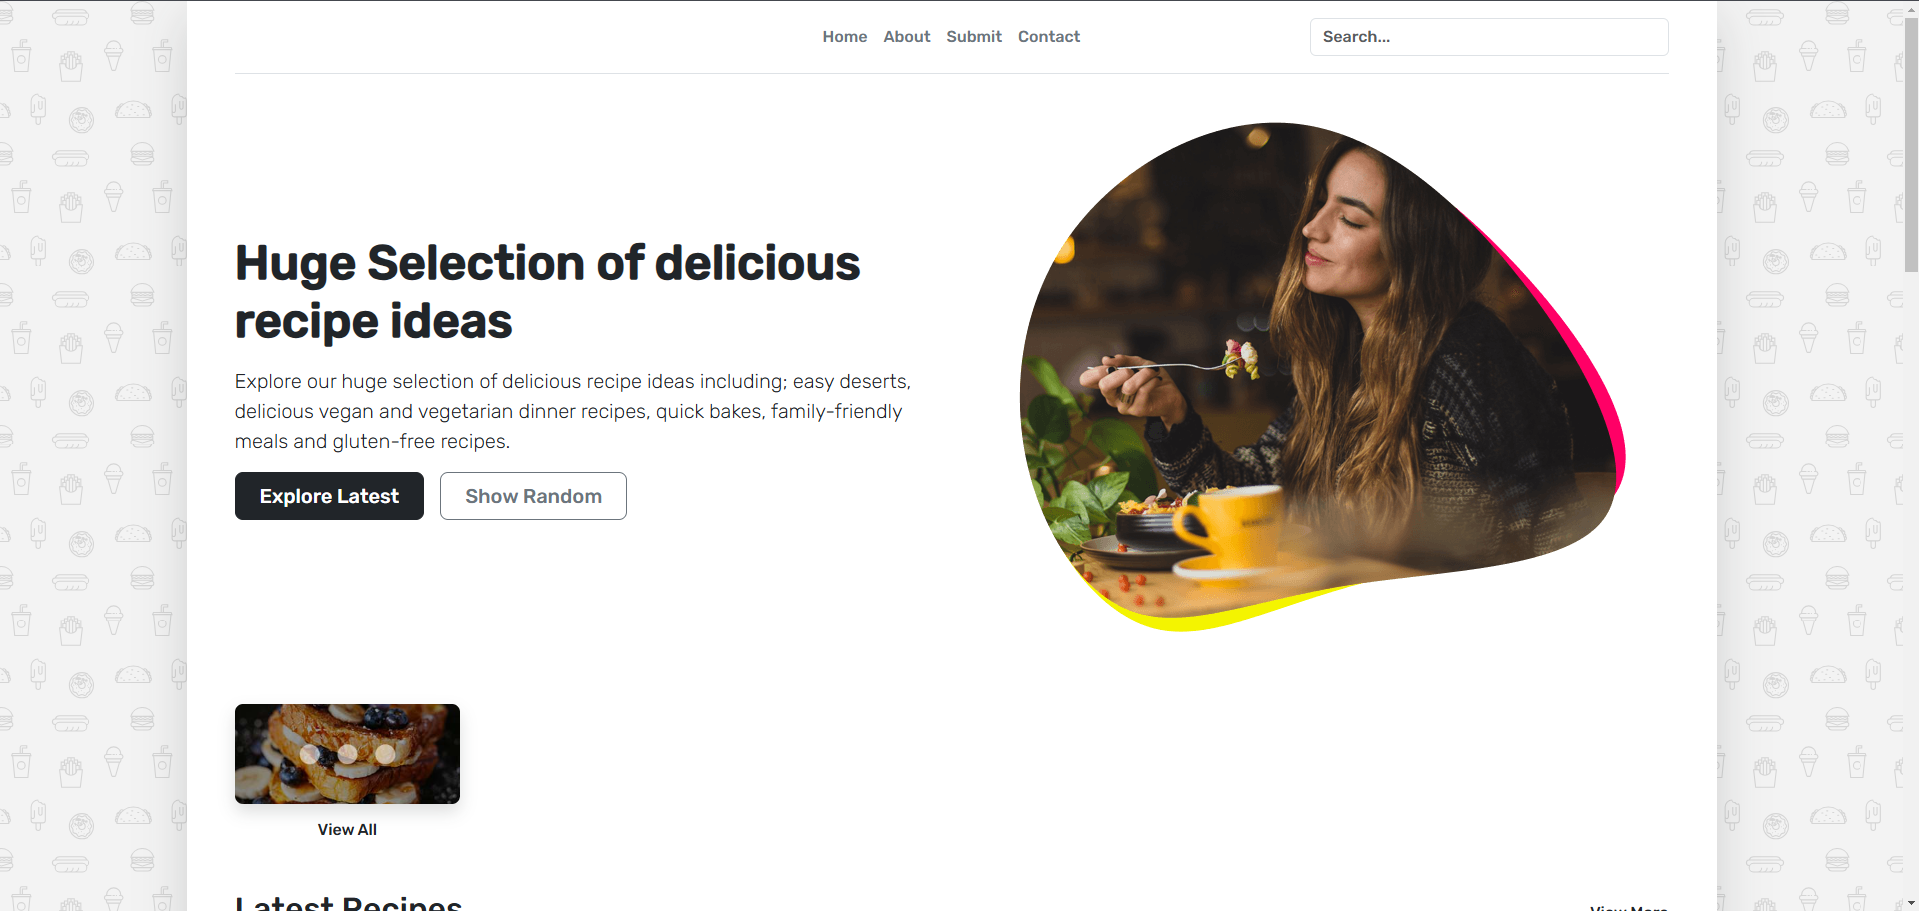 Home About Submit Contact
Search...
Huge Selection of delicious
recipe ideas
Explore our huge selection of delicious recipe ideas including; easy deserts,
delicious vegan and vegetarian dinner recipes, quick bakes, family-friendly
meals and gluten-free recipes.
Explore Latest
Show Random
View All
Latest Recipes
View More